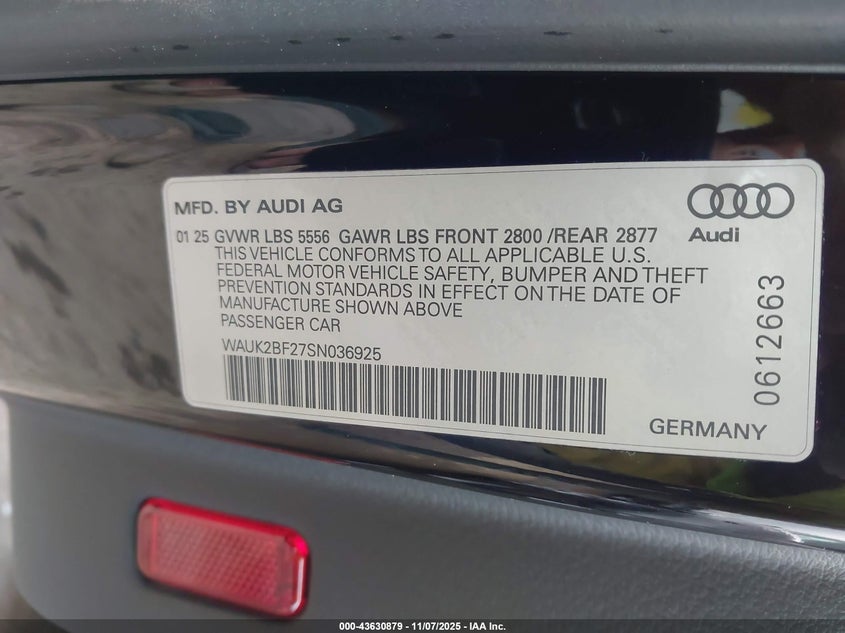 MFD. BY AUDI AG
Audi
01 25 GVWR LBS 5556 GAWR LBS FRONT 2800 /REAR 2877
THIS VEHICLE CONFORMS TO ALL APPLICABLE U.S.
FEDERAL MOTOR VEHICLE SAFETY, BUMPER AND THEFT
PREVENTION STANDARDS IN EFFECT ON THE DATE OF
MANUFACTURE SHOWN ABOVE
PASSENGER CAR
WAUK2BF27SN036925
0612663
GERMANY
000-43630879 - 11/07/2025 - IAA Inc.